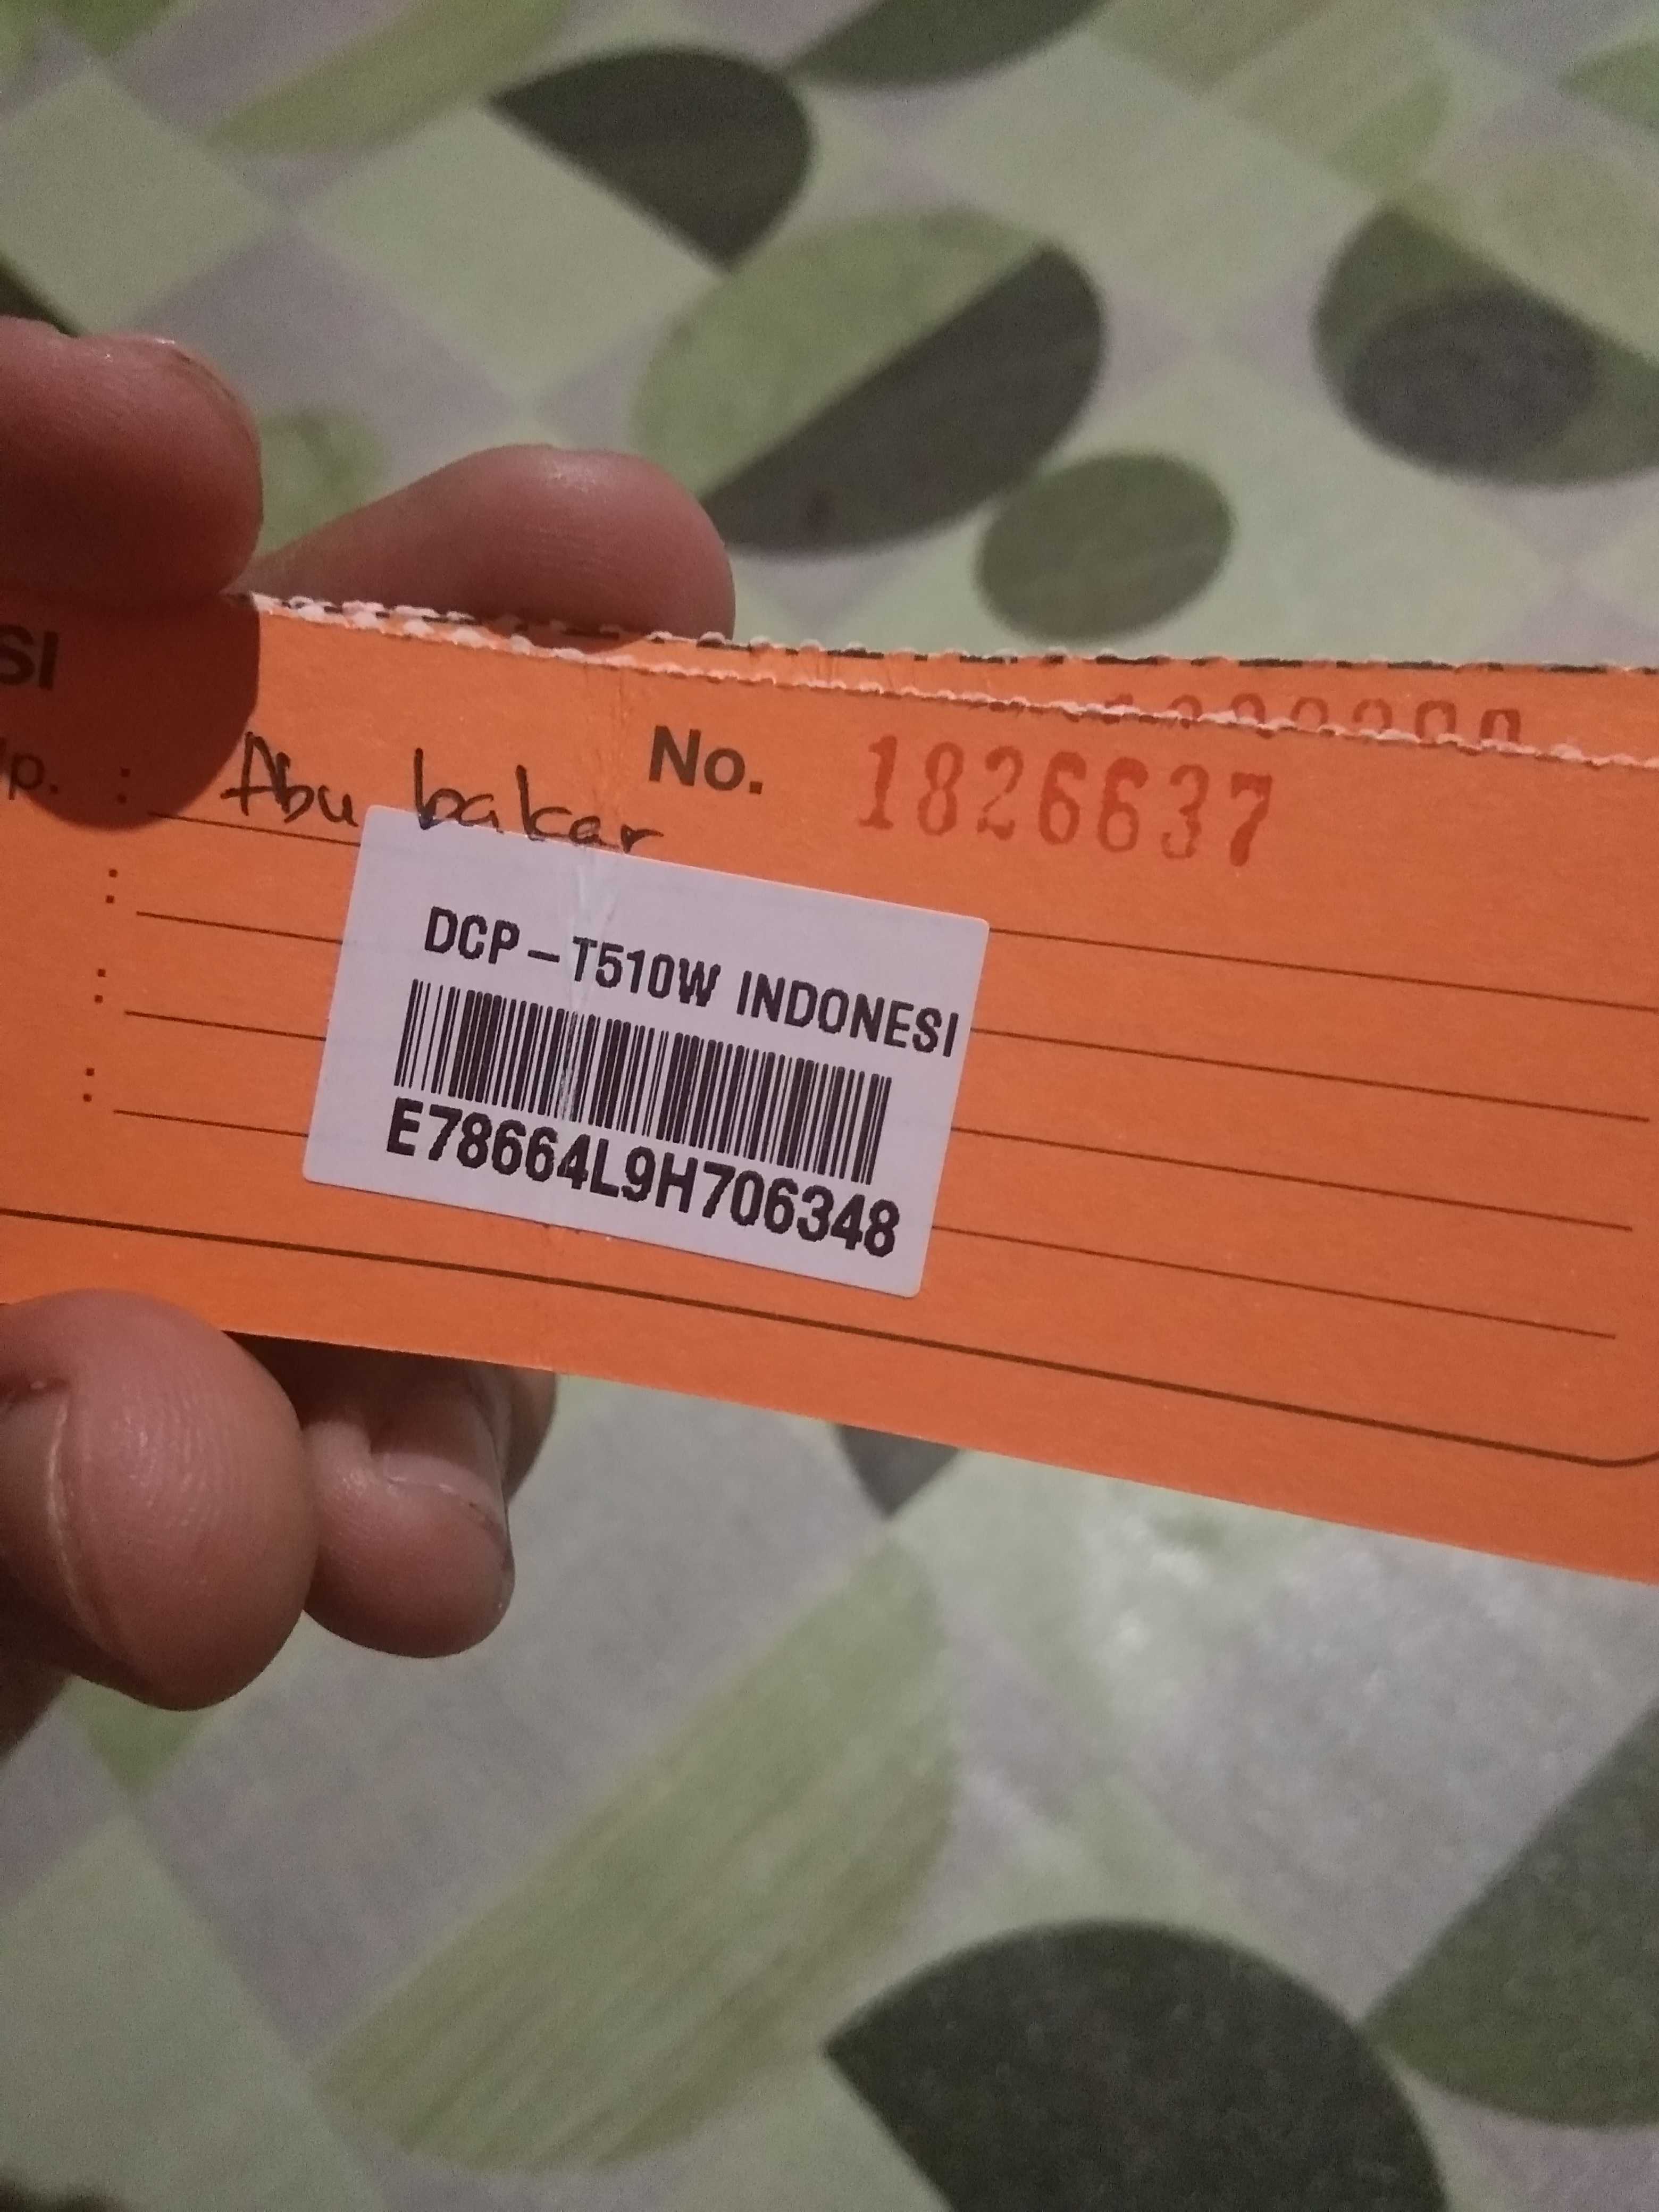 SI
No. 1826637
p. : Abu bakar
:
:
:
DCP-T510W INDONESI
E78664L9H706348